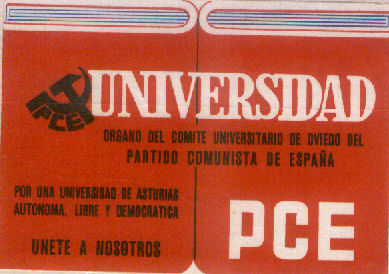 PCE
UNIVERSIDAD
ORGANO DEL COMITE UNIVERSITARIO DE OVIEDO DEL
PARTIDO COMUNISTA DE ESPAÑA
POR UNA UNIVERSIDAD DE ASTURIAS
AUTONOMA, LIBRE Y DEMOCRATICA
UNETE A NOSOTROS
PCE